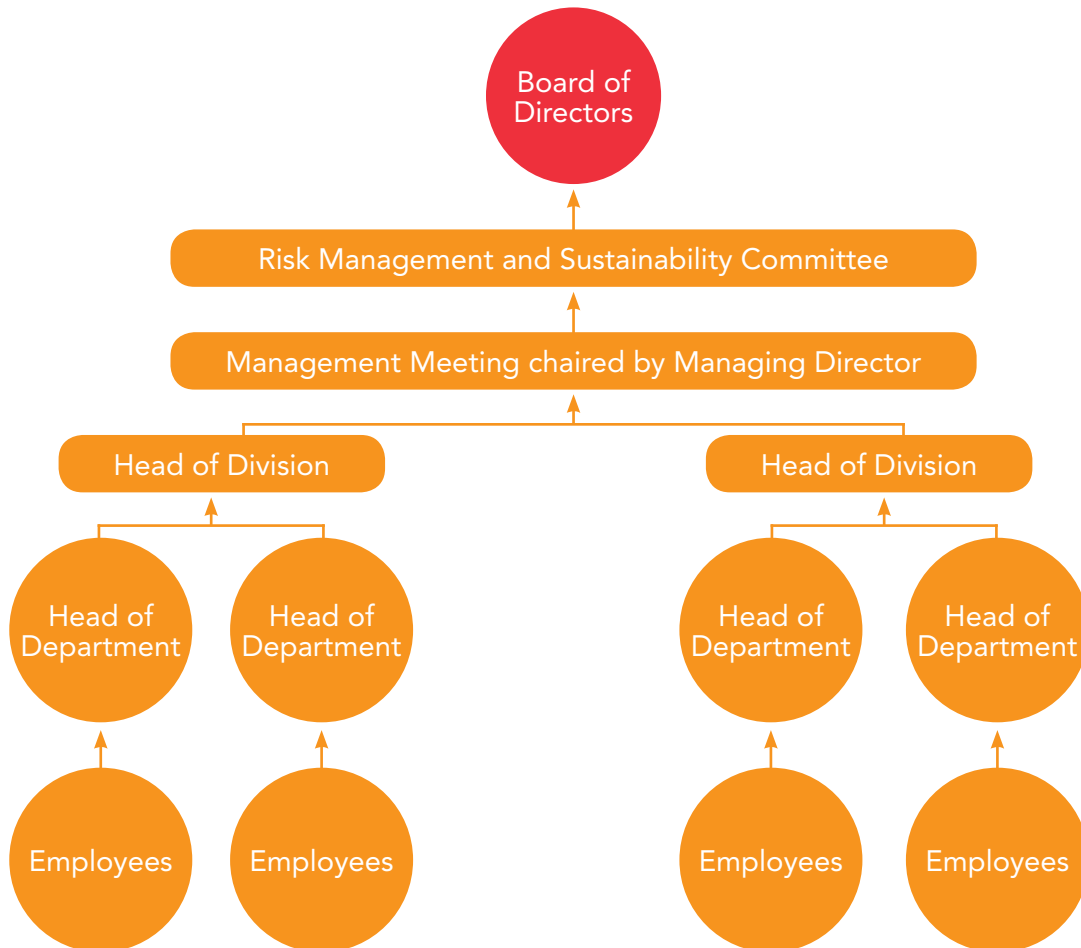 Board of
Directors
Risk Management and Sustainability Committee
Management Meeting chaired by Managing Director
Head of Division
Head of Division
Head of
Department
Head of
Department
Head of
Department
Head of
Department
Employees
Employees
Employees
Employees